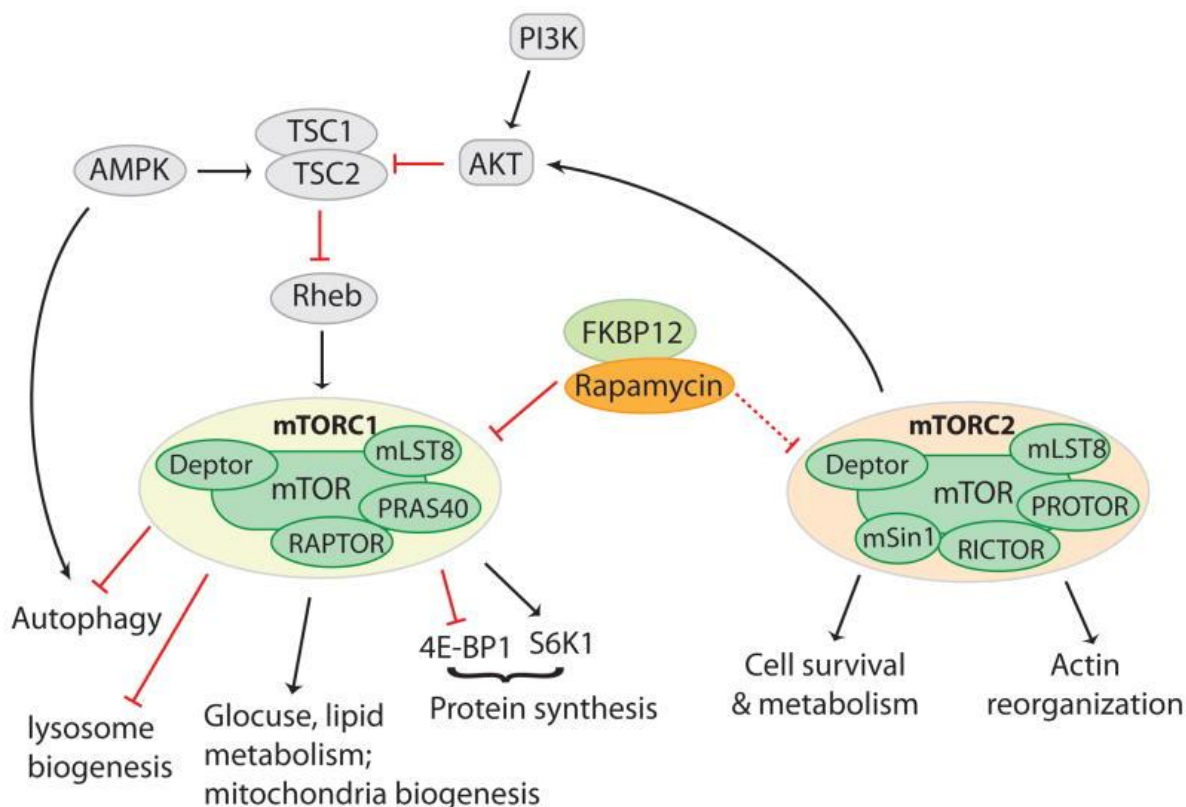 PI3K
TSC1
TSC2
AMPK
AKT
Rheb
FKBP12
Rapamycin
mTORC1
mLST8
Deptor
mTOR
PRAS40
RAPTOR
mTORC2
mLST8
Deptor
mTOR
PROTOR
mSin1
RICTOR
Autophagy
lysosome
biogenesis
Glocuse, lipid
metabolism;
mitochondria biogenesis
4E-BP1
S6K1
Protein synthesis
Cell survival
& metabolism
Actin
reorganization